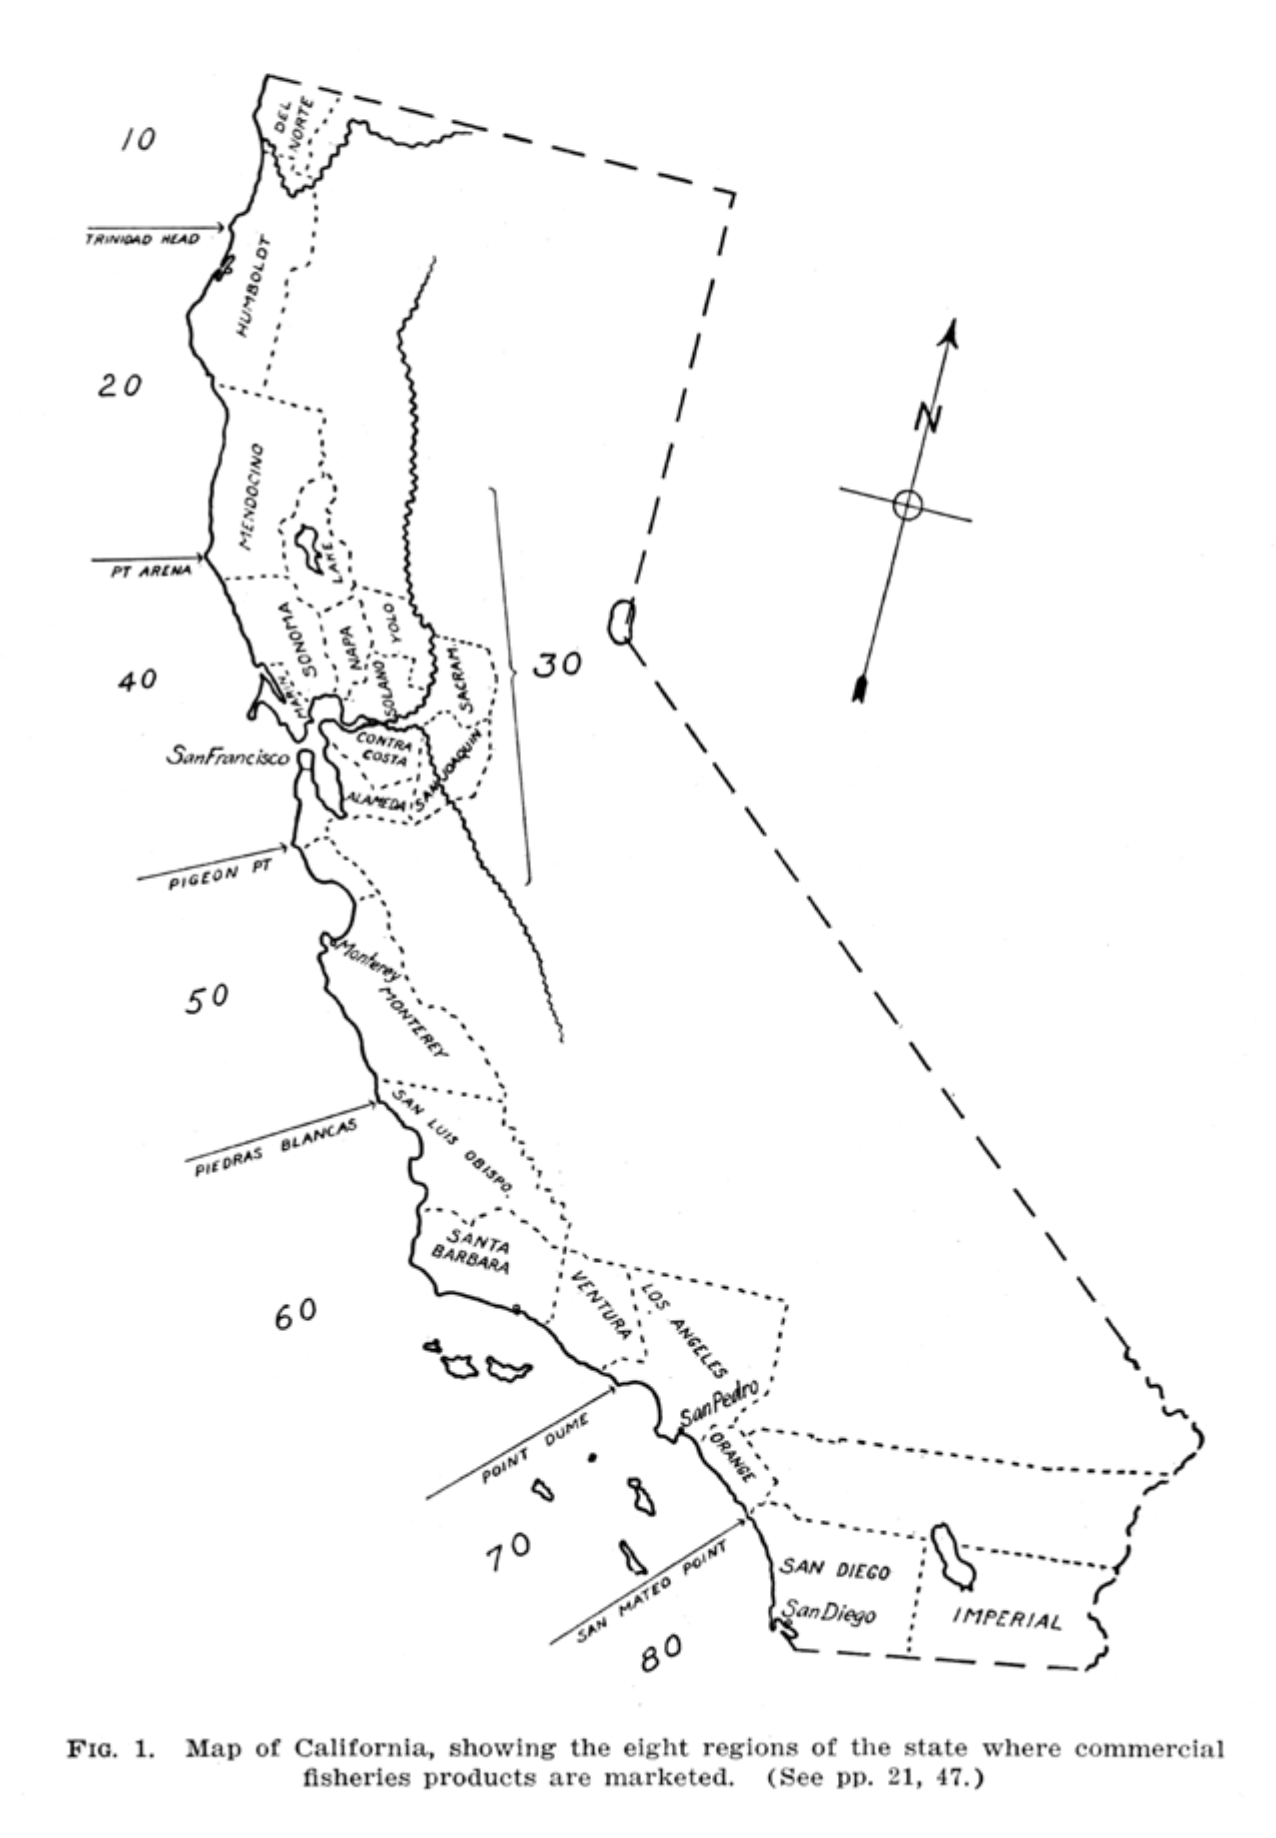 DEL
NORTE
10
TRINIDAD HEAD
HUMBOLDT
N
20
MENDOCINO
LAKE
PT ARENA
SONOMA
NAPA
YOLO
30
40
MARIN
SOLANO
SACRAM.
CONTRA
COSTA
SanFrancisco
SAN JOAQUIN
ALAMEDA
PIGEON PT
Monterey
50
MONTEREY
SAN LUIS OBISPO.
PIEDRAS BLANCAS
SANTA
BARBARA
VENTURA
LOS ANGELES
60
SanPedro
POINT DUME
ORANGE
70
SAN MATEO POINT
SAN DIEGO
SanDiego
IMPERIAL
80
FIG. 1. Map of California, showing the eight regions of the state where commercial
fisheries products are marketed. (See pp. 21, 47.)